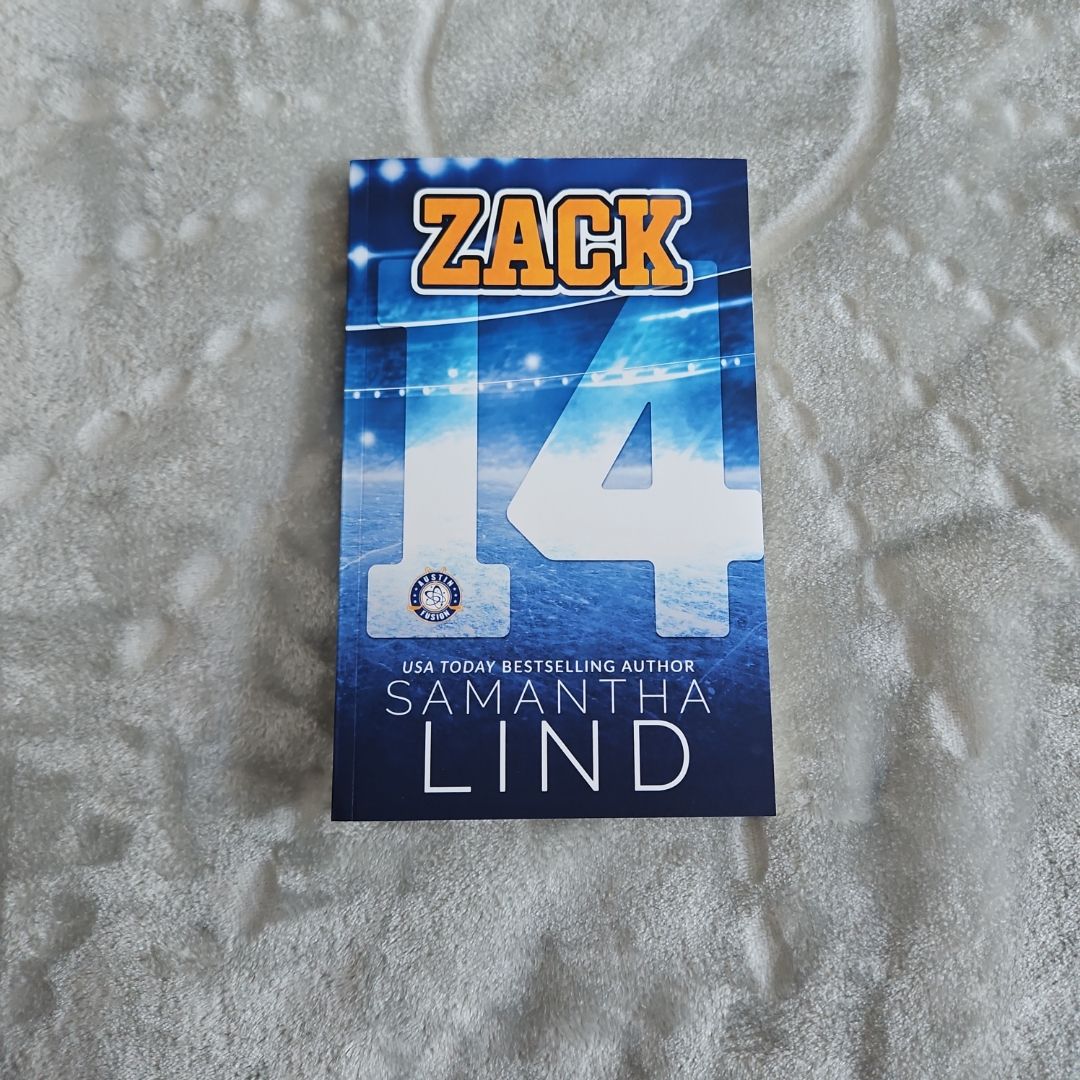 ZACK
14
AUSTIN
FUSION
USA TODAY BESTSELLING AUTHOR
SAMANTHA
LIND